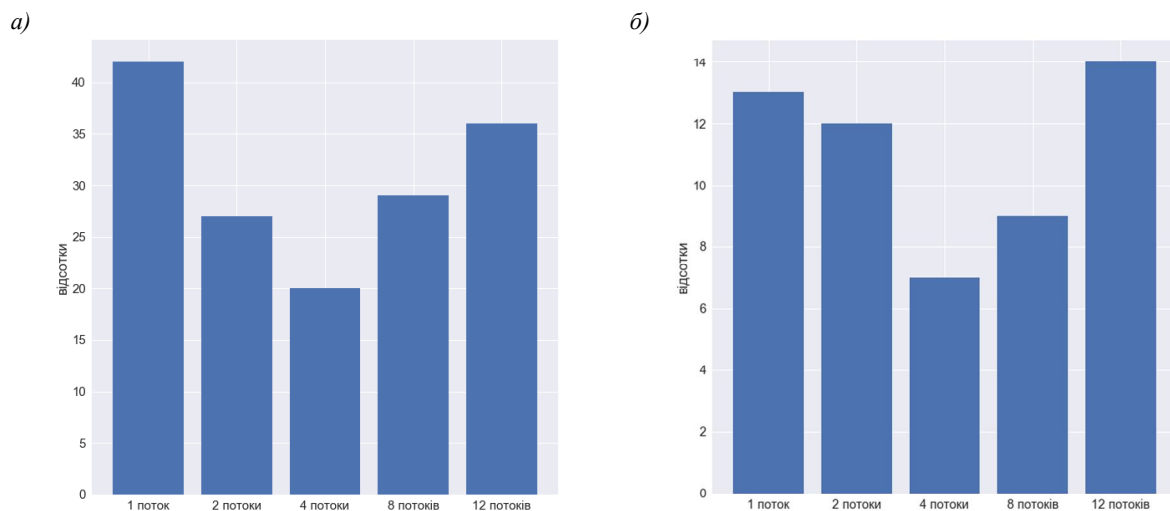 а)
40
35
30
25
20
15
10
5
0
відсотки
1 поток
2 потоки
4 потоки
8 потоків
12 потоків
б)
14
12
10
8
6
4
2
0
відсотки
1 поток
2 потоки
4 потоки
8 потоків
12 потоків